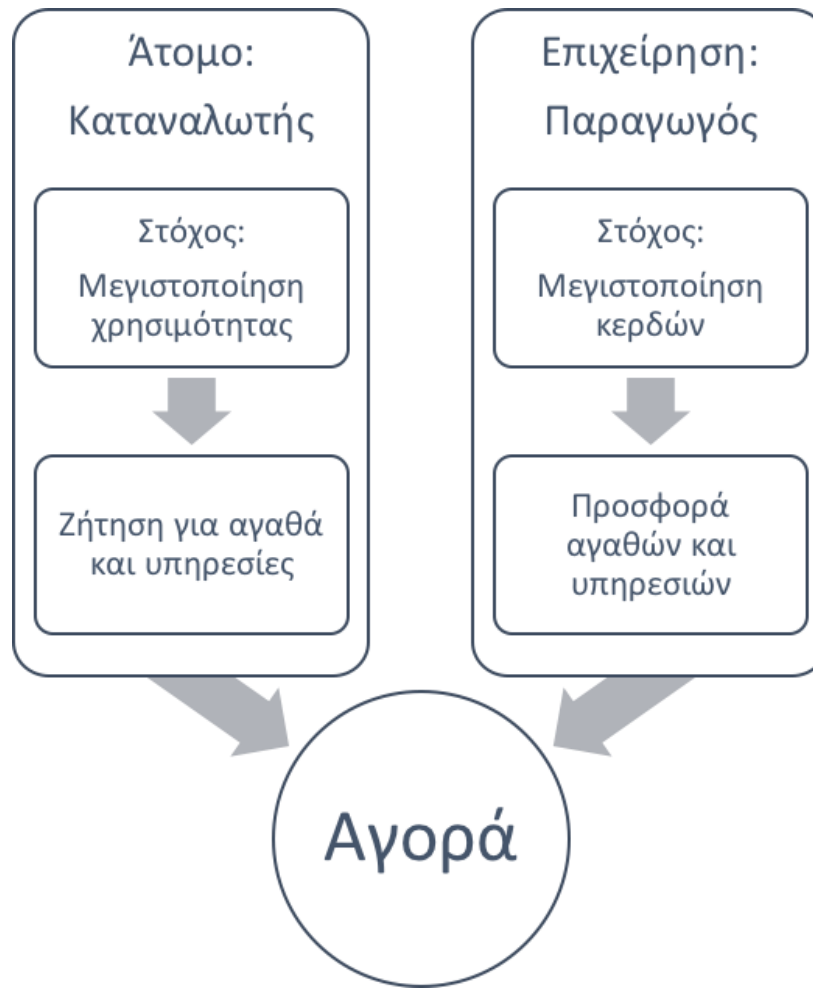 Άτομο:
Καταναλωτής
Στόχος:
Μεγιστοποίηση
χρησιμότητας
Ζήτηση για αγαθά
και υπηρεσίες
Επιχείρηση:
Παραγωγός
Στόχος:
Μεγιστοποίηση
κερδών
Προσφορά
αγαθών και
υπηρεσιών
Αγορά